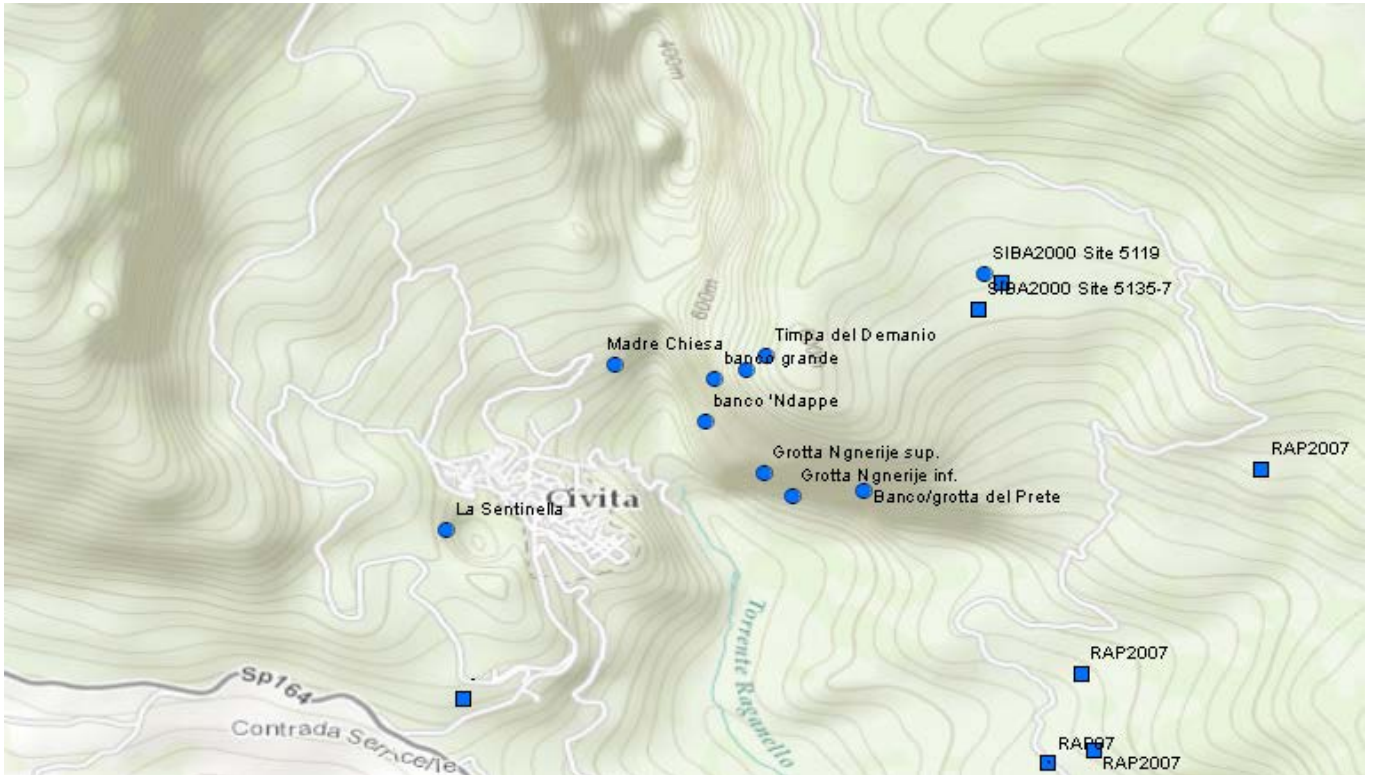 400m
SIBA2000 Site 5119
SIBA2000 Site 5135-7
600m
Timpa del Demanio
Madre Chiesa
banco grande
banco 'Ndappe
Grotta Ngnerije sup.
RAP2007
Grotta Ngnerije inf.
Banco/grotta del Prete
Civita
La Sentinella
Torrente Raganello
RAP2007
Sp164
Contrada
RAP2007